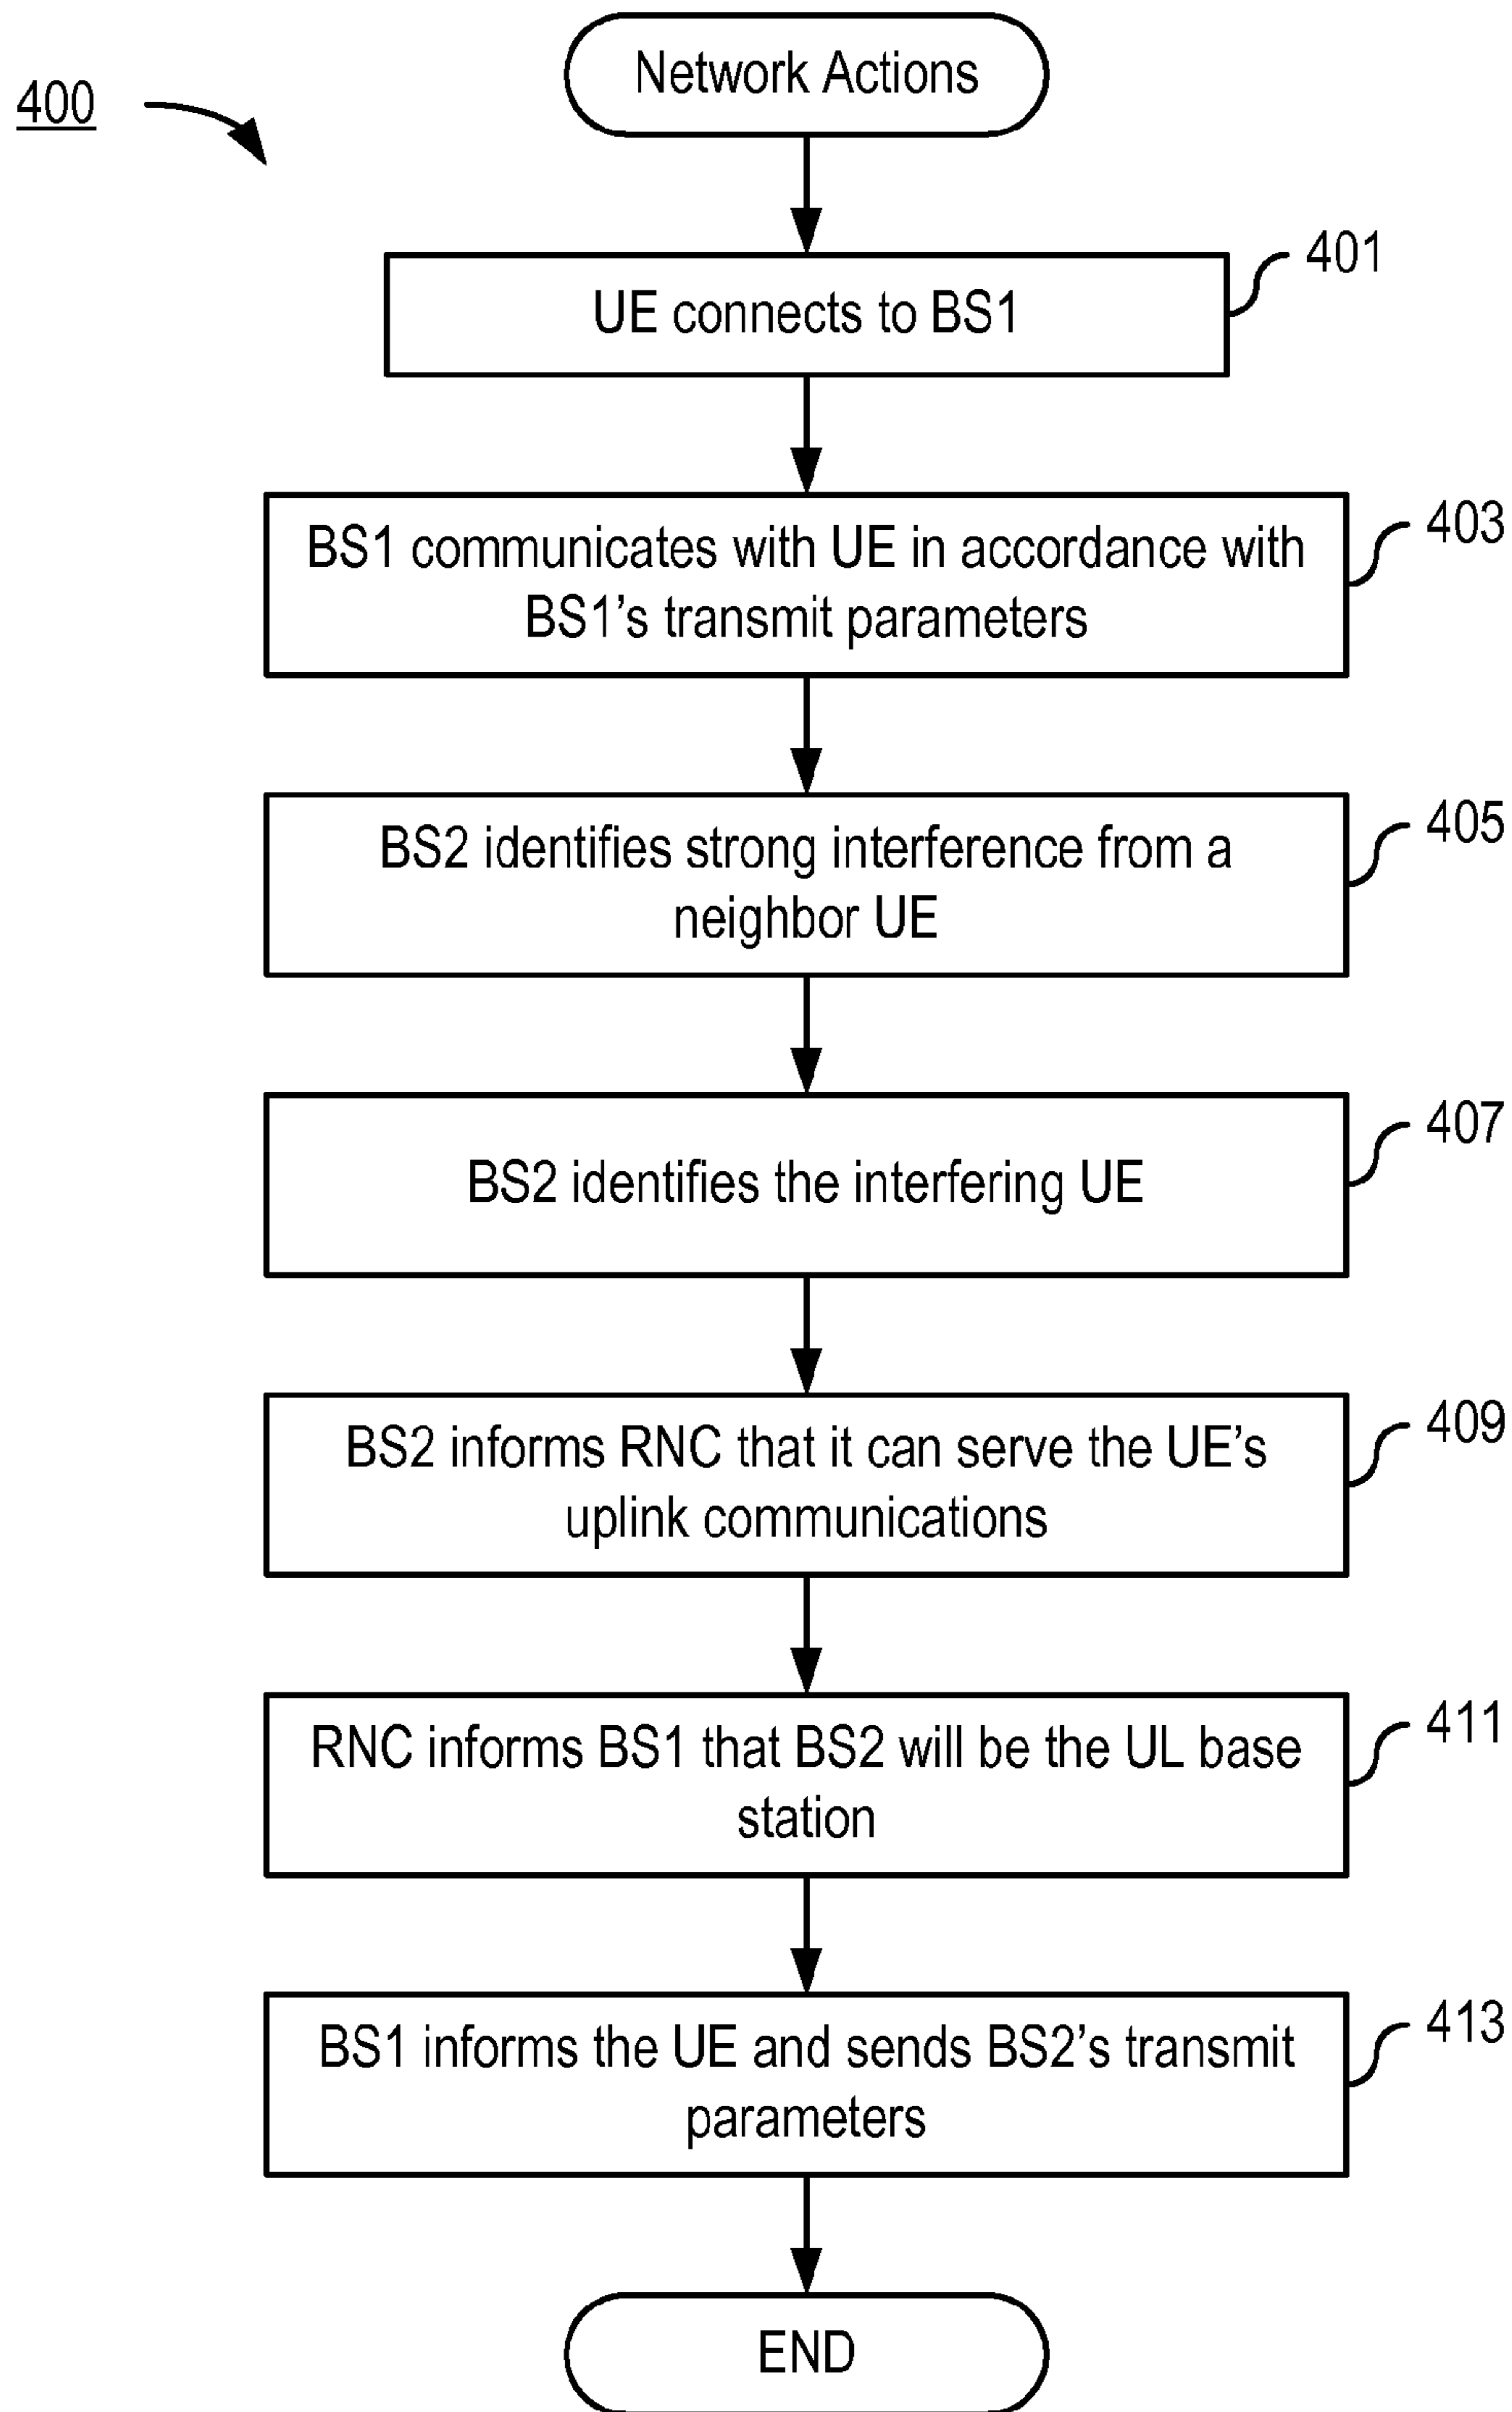 Network Actions
400
401
UE connects to BS1
403
BS1 communicates with UE in accordance with
BS1's transmit parameters
405
BS2 identifies strong interference from a
neighbor UE
407
BS2 identifies the interfering UE
409
BS2 informs RNC that it can serve the UE's
uplink communications
411
RNC informs BS1 that BS2 will be the UL base
station
413
BS1 informs the UE and sends BS2's transmit
parameters
END